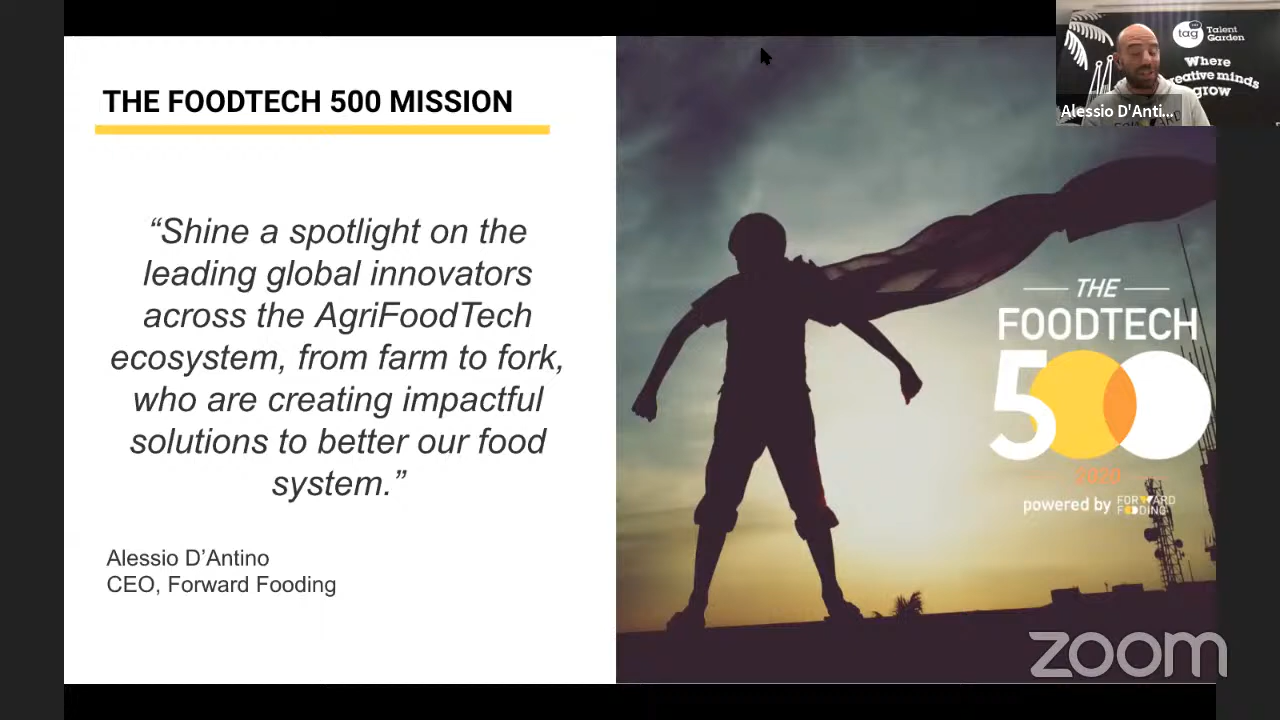 THE FOODTECH 500 MISSION
“Shine a spotlight on the
leading global innovators
across the AgriFoodTech
ecosystem, from farm to fork,
who are creating impactful
solutions to better our food
system.”
Alessio D’Antino
CEO, Forward Fooding
tag
Talent
Garden
Where
creative minds
grow
Alessio D'Anti...
THE
FOODTECH
500
2020
powered by FORWARD
FOODING
zoom